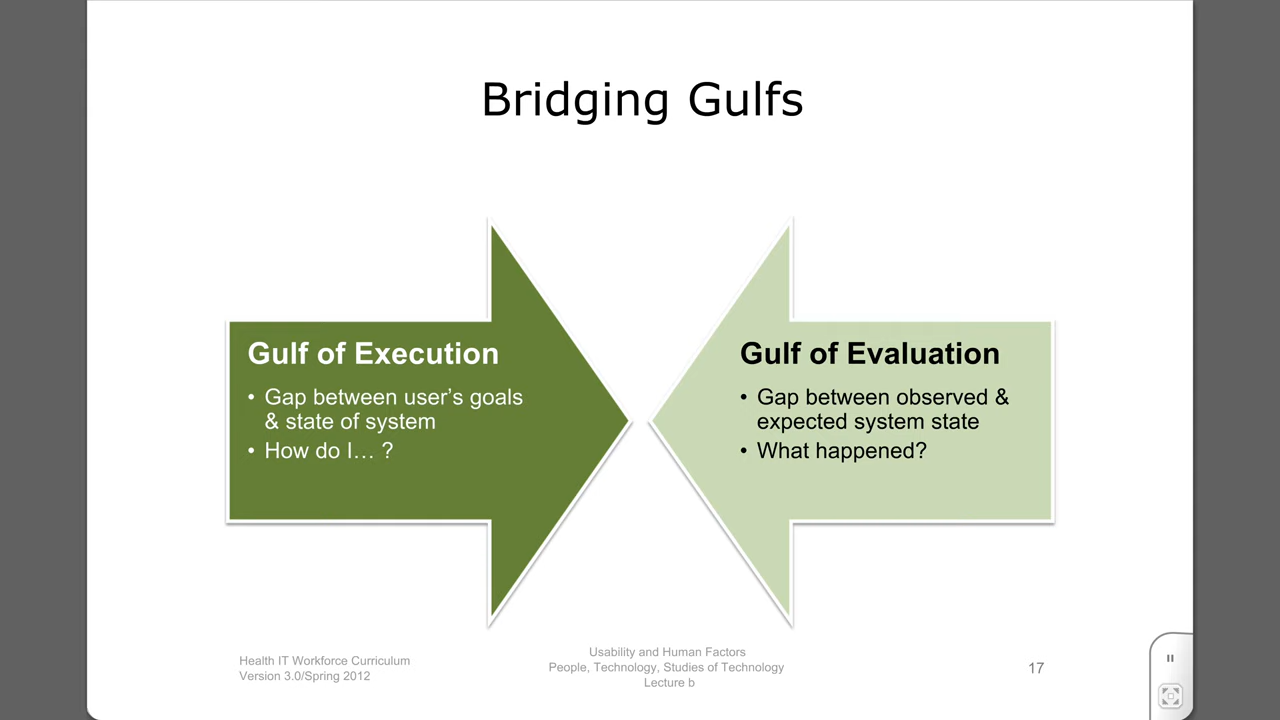 Bridging Gulfs
Gulf of Execution
• Gap between user’s goals
& state of system
• How do I… ?
Gulf of Evaluation
• Gap between observed &
expected system state
• What happened?
Health IT Workforce Curriculum
Version 3.0/Spring 2012
Usability and Human Factors
People, Technology, Studies of Technology
Lecture b
17